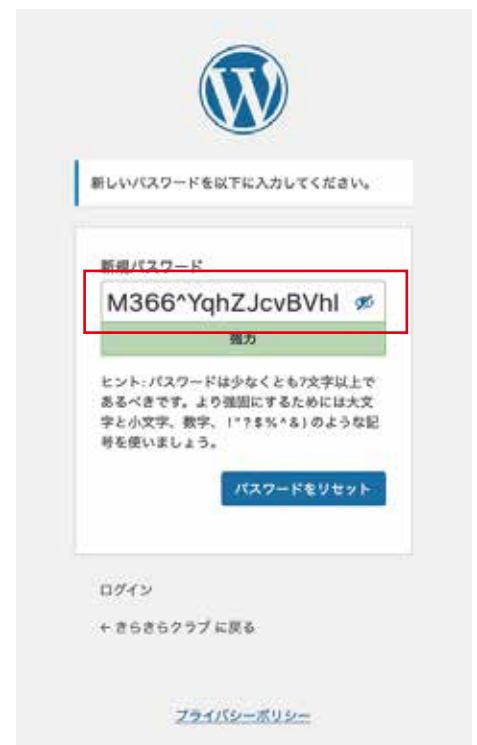 新しいパスワードを以下に入力してください。
新規パスワード
M366^YqhZJcvBVhl
強力
ヒント: パスワードは少なくとも7文字以上で
あるべきです。より強固にするためには大文
字と小文字、数字、 ! " ? $ % ^ & ) のような記
号を使いましょう。
パスワードをリセット
ログイン
← きらきらクラブ に戻る
プライバシーポリシー